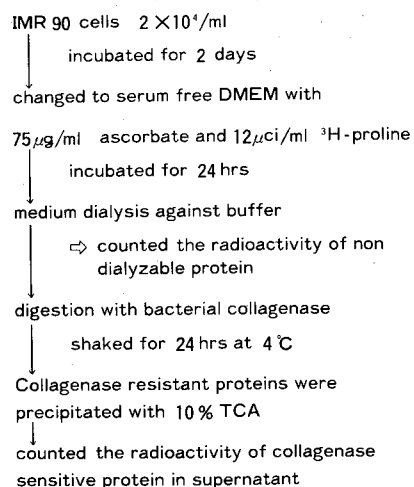 IMR 90 cells 2 ×10⁴/ml
incubated for 2 days
changed to serum free DMEM with
75μg/ml ascorbate and 12μci/ml ³H-proline
incubated for 24 hrs
medium dialysis against buffer
⇨ counted the radioactivity of non
dialyzable protein
digestion with bacterial collagenase
shaked for 24 hrs at 4 ℃
Collagenase resistant proteins were
precipitated with 10 % TCA
counted the radioactivity of collagenase
sensitive protein in supernatant